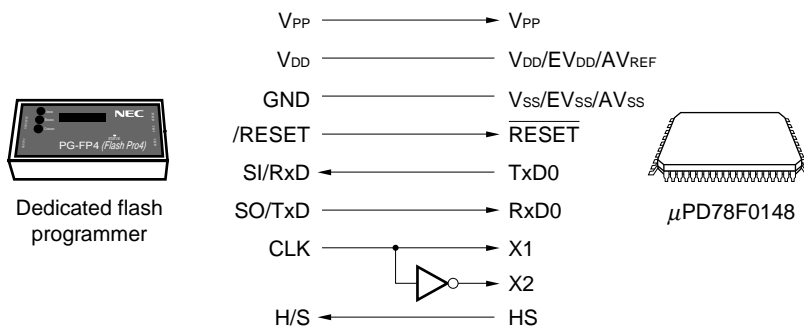 VPP VPP
VDD VDD/EVDD/AVREF
GND VSS/EVSS/AVSS
/RESET RESET
SI/RxD TxD0
SO/TxD RxD0
CLK X1
X2
H/S HS
NEC
PG-FP4 (Flash Pro4)
Dedicated flash
programmer
μPD78F0148